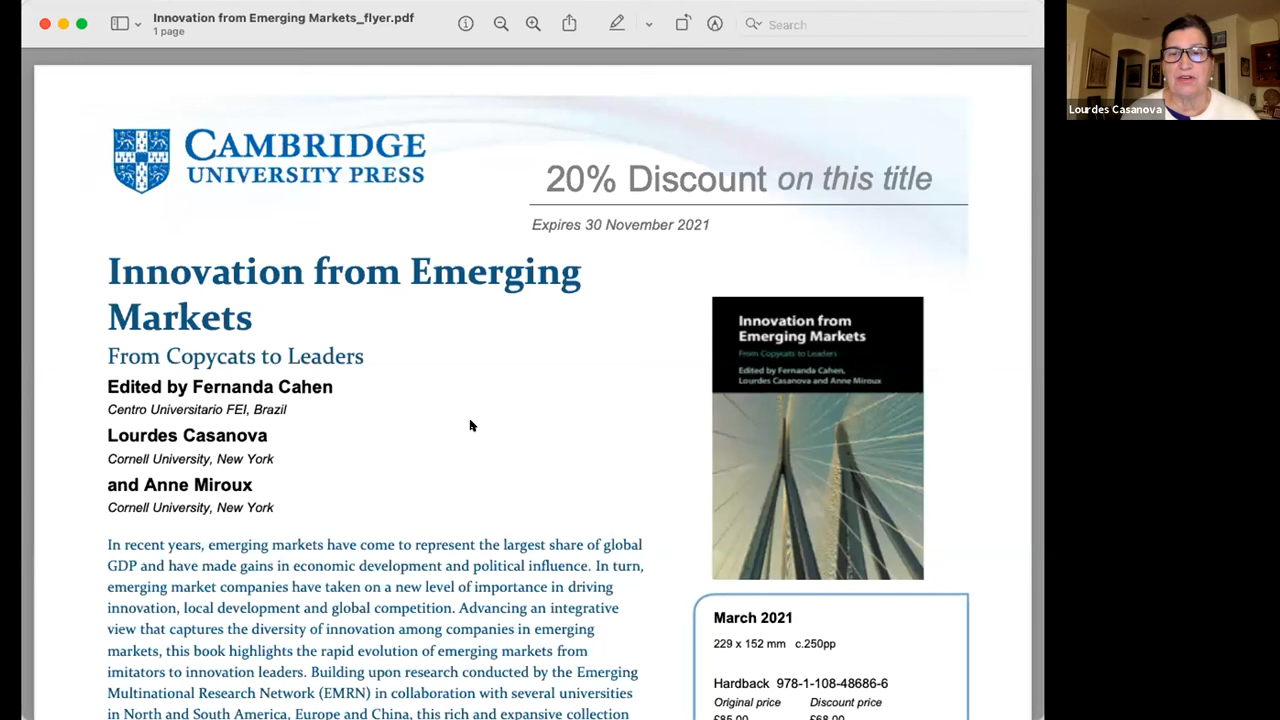 Innovation from Emerging Markets_flyer.pdf
1 page
Search
Lourdes Casanova
CAMBRIDGE
UNIVERSITY PRESS
20% Discount on this title
Expires 30 November 2021
Innovation from Emerging
Markets
From Copycats to Leaders
Edited by Fernanda Cahen
Centro Universitario FEI, Brazil
Lourdes Casanova
Cornell University, New York
and Anne Miroux
Cornell University, New York
In recent years, emerging markets have come to represent the largest share of global
GDP and have made gains in economic development and political influence. In turn,
emerging market companies have taken on a new level of importance in driving
innovation, local development and global competition. Advancing an integrative
view that captures the diversity of innovation among companies in emerging
markets, this book highlights the rapid evolution of emerging markets from
imitators to innovation leaders. Building upon research conducted by the Emerging
Multinational Research Network (EMRN) in collaboration with several universities
in North and South America, Europe and China, this rich and expansive collection
Innovation from
Emerging Markets
From Copycats to Leaders
Edited by Fernanda Cahen,
Lourdes Casanova and Anne Miroux
March 2021
229 x 152 mm c.250pp
Hardback 978-1-108-48686-6
Original price Discount price
£85.00 £68.00